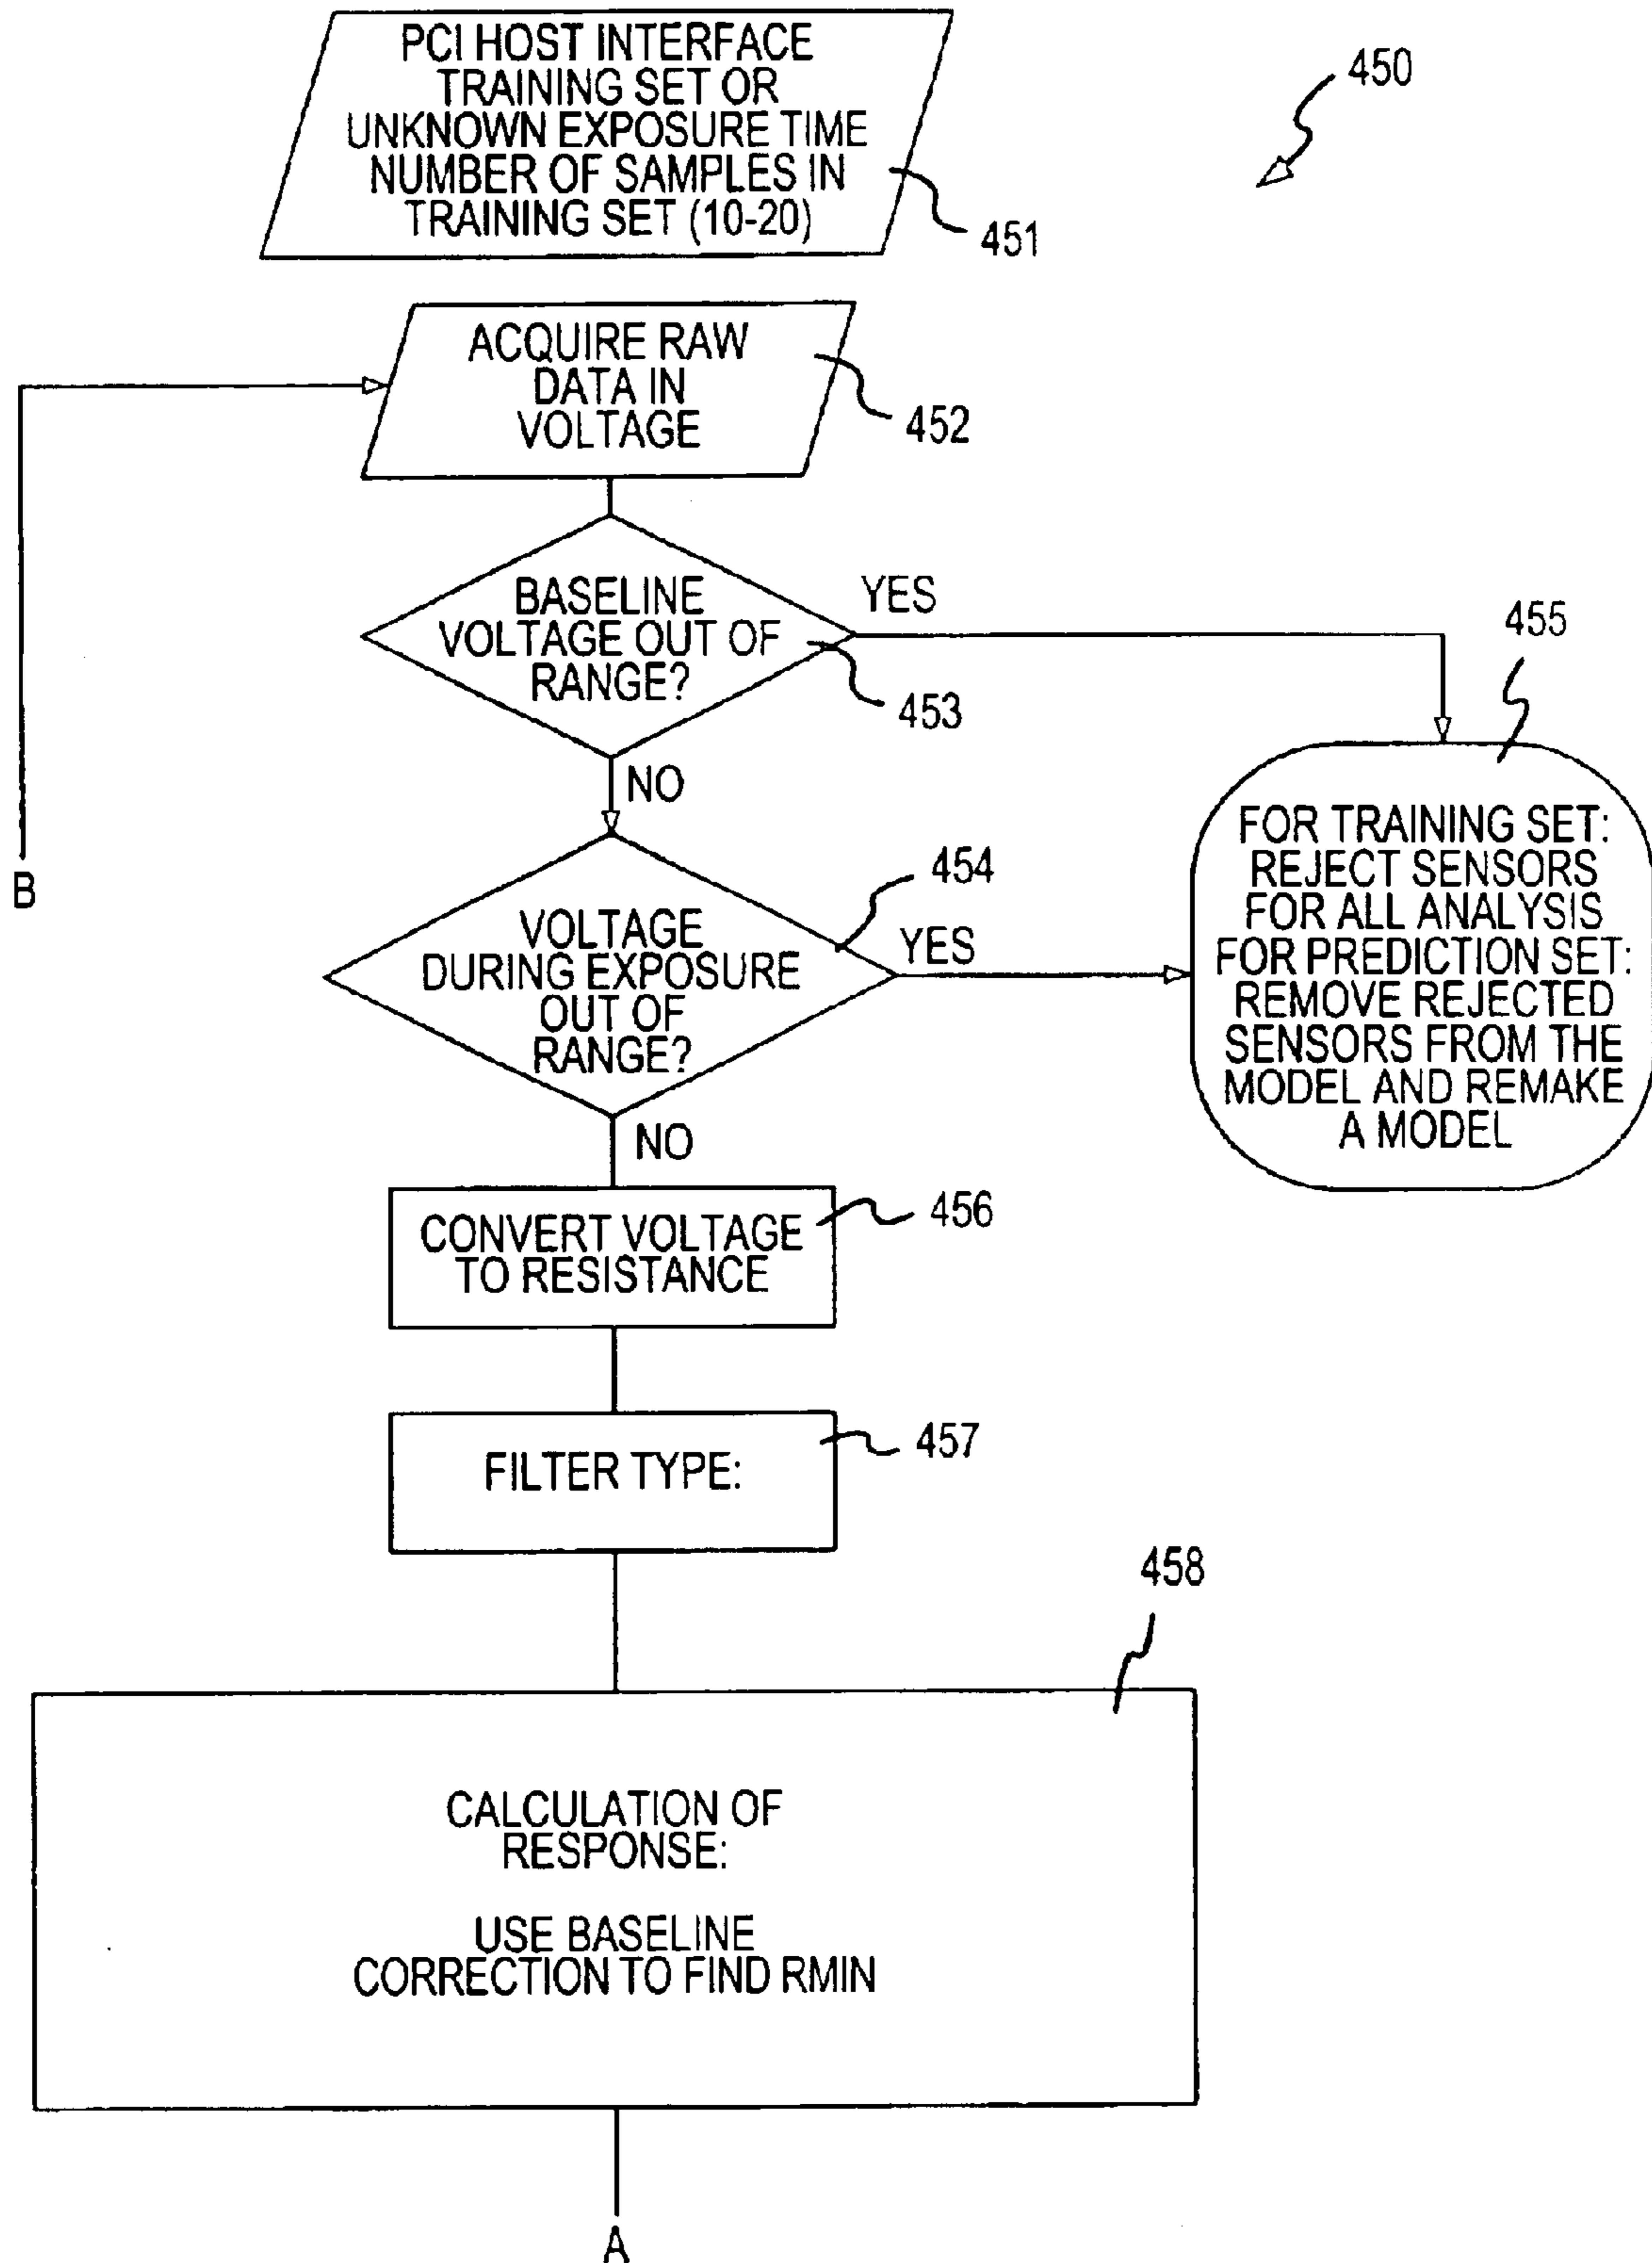 PCI HOST INTERFACE
TRAINING SET OR
UNKNOWN EXPOSURE TIME
NUMBER OF SAMPLES IN
TRAINING SET (10-20)
450
451
ACQUIRE RAW
DATA IN
VOLTAGE
452
BASELINE
VOLTAGE OUT OF
RANGE?
YES
453
455
NO
B
FOR TRAINING SET:
REJECT SENSORS
FOR ALL ANALYSIS
FOR PREDICTION SET:
REMOVE REJECTED
SENSORS FROM THE
MODEL AND REMAKE
A MODEL
454
VOLTAGE
DURING EXPOSURE
OUT OF
RANGE?
YES
NO
CONVERT VOLTAGE
TO RESISTANCE
456
FILTER TYPE:
457
458
CALCULATION OF
RESPONSE:
USE BASELINE
CORRECTION TO FIND RMIN
A